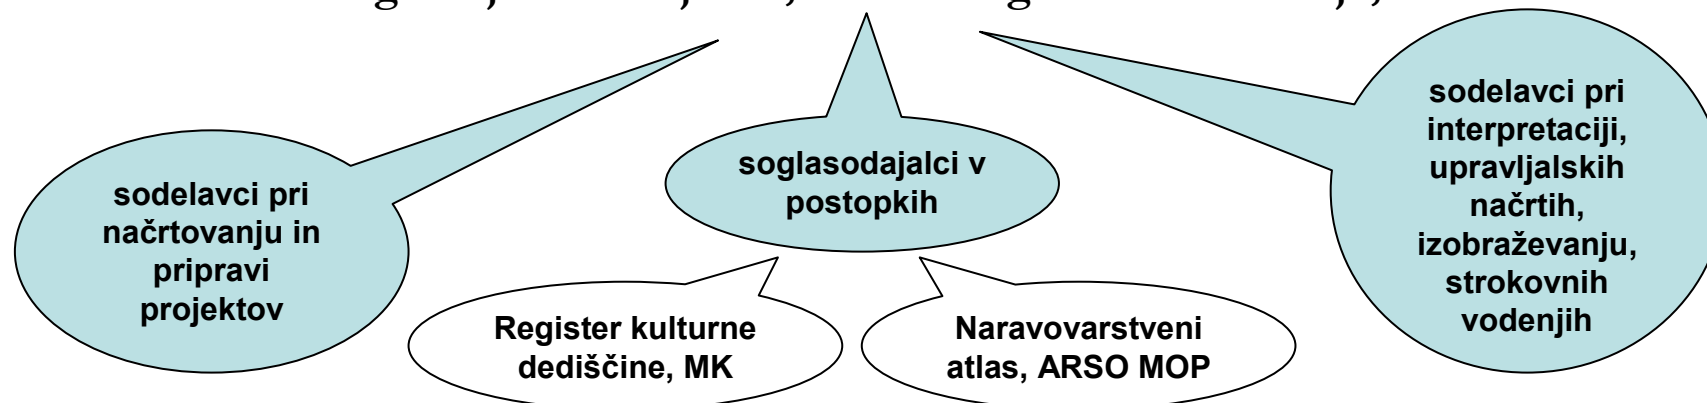 sodelavci pri
načrtovanju in
pripravi
projektov
soglasodajalci v
postopkih
sodelavci pri
interpretaciji,
upravljalskih
načrtih,
izobraževanju,
strokovnih
vodenjih
Register kulturne
dediščine, MK
Naravovarstveni
atlas, ARSO MOP